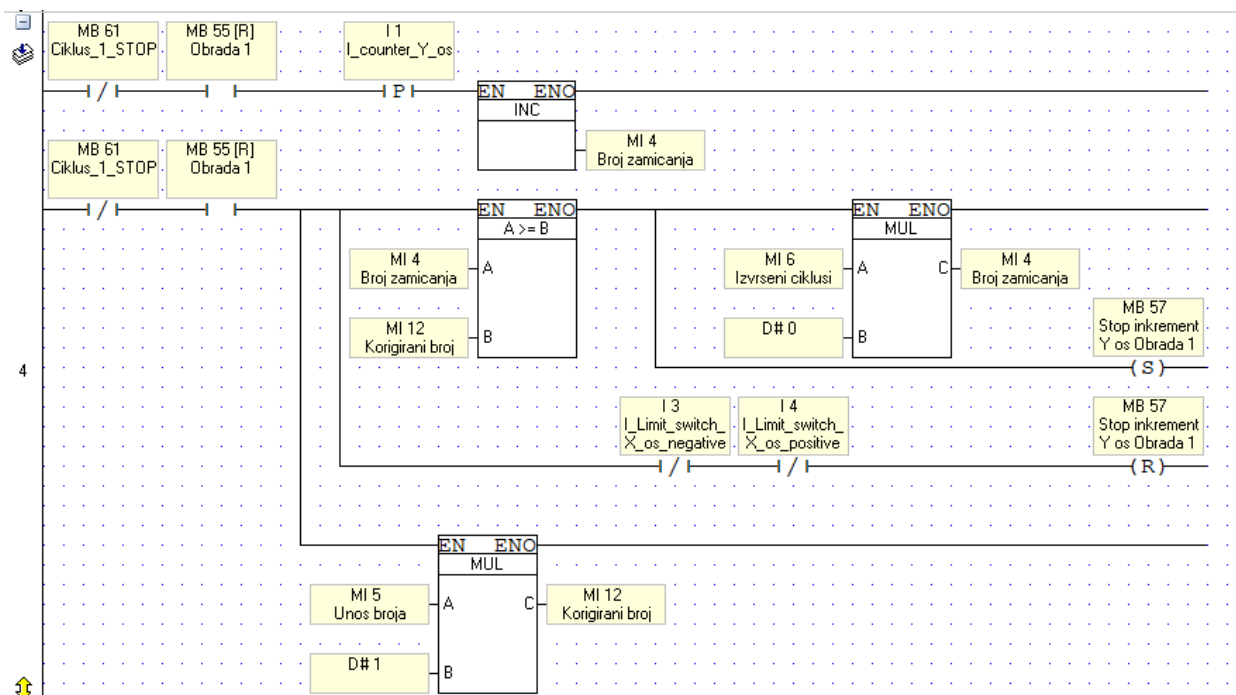 MB 61
Ciklus_1_STOP
MB 55 [R]
Obrada 1
I 1
I_counter_Y_os
P
EN ENO
INC
MI 4
Broj zamicanja
MB 61
Ciklus_1_STOP
MB 55 [R]
Obrada 1
EN ENO
A >= B
MI 4
Broj zamicanja
A
MI 12
Korigirani broj
B
EN ENO
MUL
MI 6
Izvrseni ciklusi
A
C
MI 4
Broj zamicanja
D# 0
B
MB 57
Stop inkrement
Y os Obrada 1
(S)
4
I 3
I_Limit_switch_
X_os_negative
I 4
I_Limit_switch_
X_os_positive
MB 57
Stop inkrement
Y os Obrada 1
(R)
EN ENO
MUL
MI 5
Unos broja
A
C
MI 12
Korigirani broj
D# 1
B